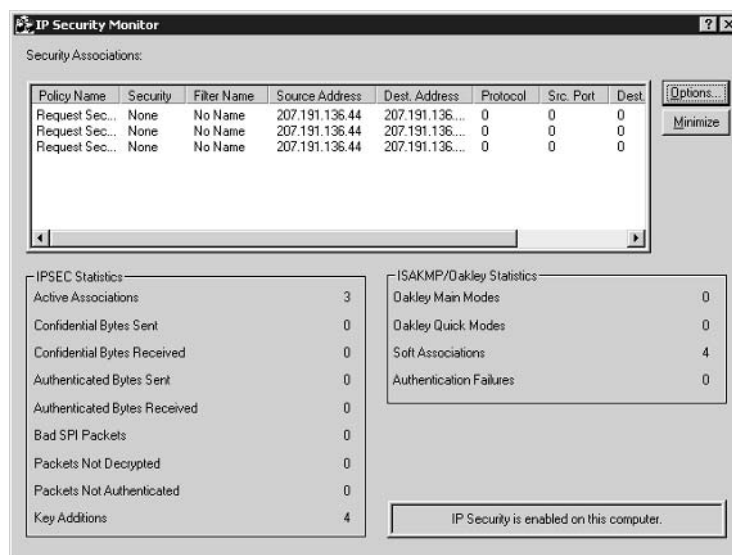 IP Security Monitor
Security Associations:
Policy Name Security Filter Name Source Address Dest. Address Protocol Src. Port Dest.
Request Sec... None No Name 207.191.136.44 207.191.136.... 0 0 0
Request Sec... None No Name 207.191.136.44 207.191.136.... 0 0 0
Request Sec... None No Name 207.191.136.44 207.191.136.... 0 0 0
Options...
Minimize
IPSEC Statistics
Active Associations 3
Confidential Bytes Sent 0
Confidential Bytes Received 0
Authenticated Bytes Sent 0
Authenticated Bytes Received 0
Bad SPI Packets 0
Packets Not Decrypted 0
Packets Not Authenticated 0
Key Additions 4
ISAKMP/Oakley Statistics
Oakley Main Modes 0
Oakley Quick Modes 0
Soft Associations 4
Authentication Failures 0
IP Security is enabled on this computer.